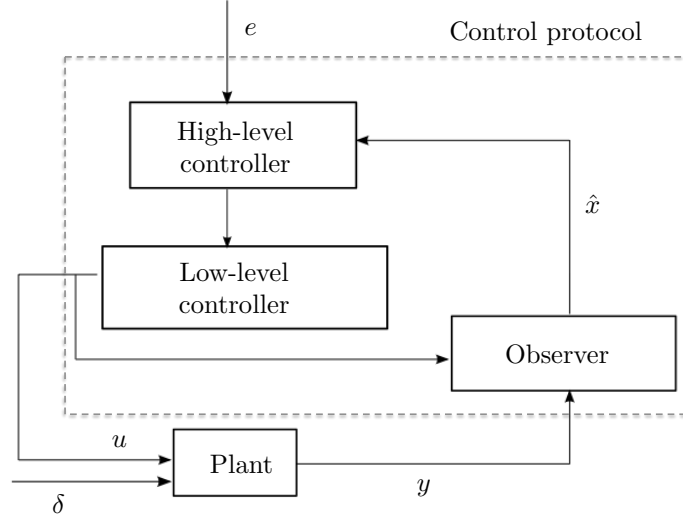 e
Control protocol
High-level
controller
x̂
Low-level
controller
Observer
u
Plant
y
δ